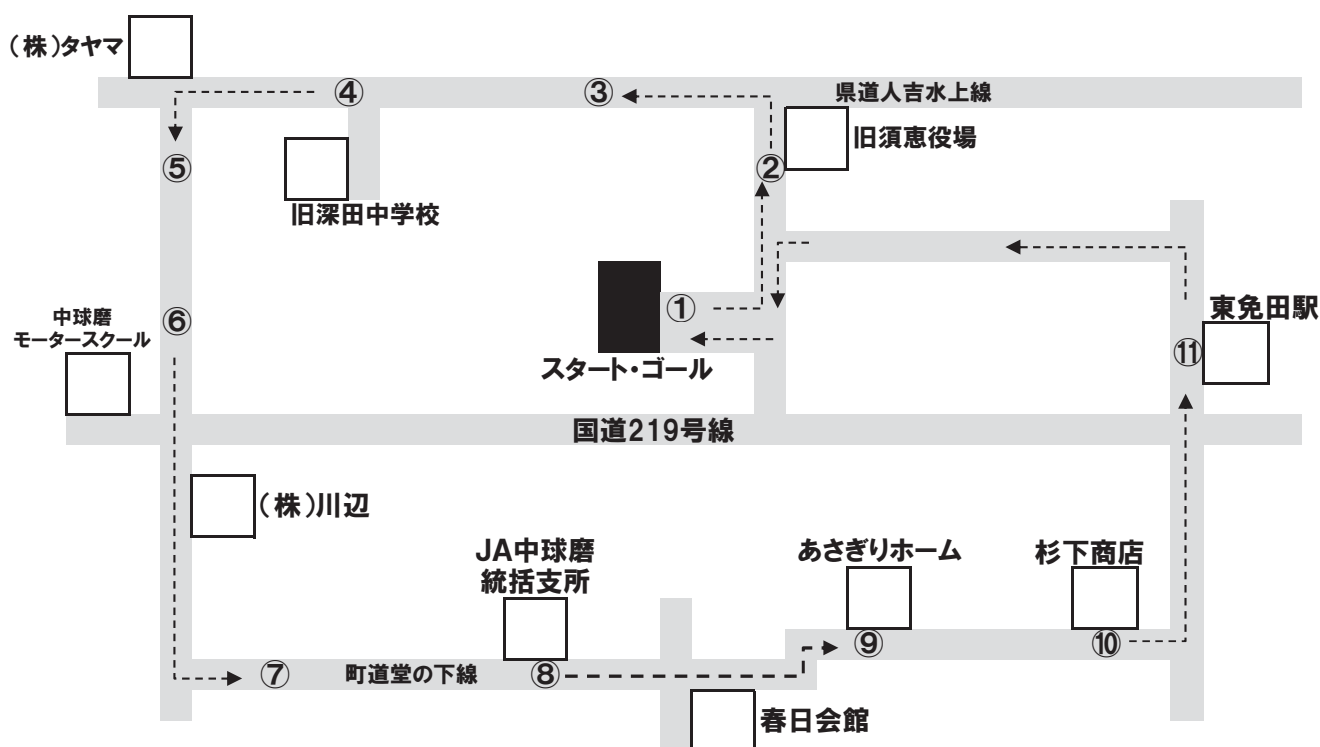 （株）タヤマ
④
③
県道人吉水上線
⑤
旧深田中学校
②
旧須恵役場
中球磨
モータースクール
⑥
①
スタート・ゴール
東免田駅
⑪
国道219号線
（株）川辺
JA中球磨
統括支所
あさぎりホーム
杉下商店
⑦
町道堂の下線
⑧
⑨
⑩
春日会館